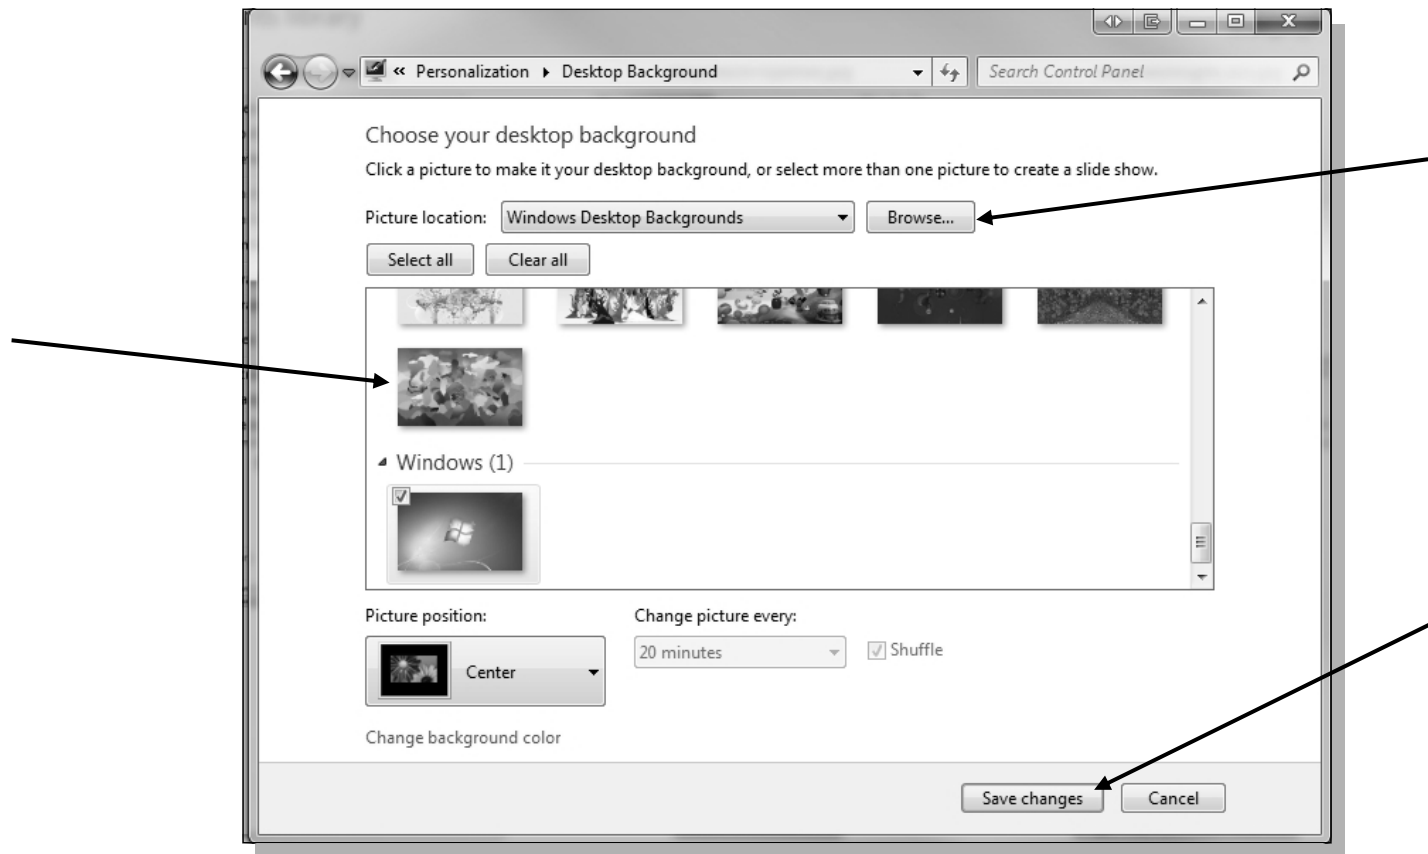 « Personalization Desktop Background
Search Control Panel
Choose your desktop background
Click a picture to make it your desktop background, or select more than one picture to create a slide show.
Picture location: Windows Desktop Backgrounds Browse...
Select all Clear all
Windows (1)
Picture position: Change picture every:
Center 20 minutes Shuffle
Change background color
Save changes Cancel